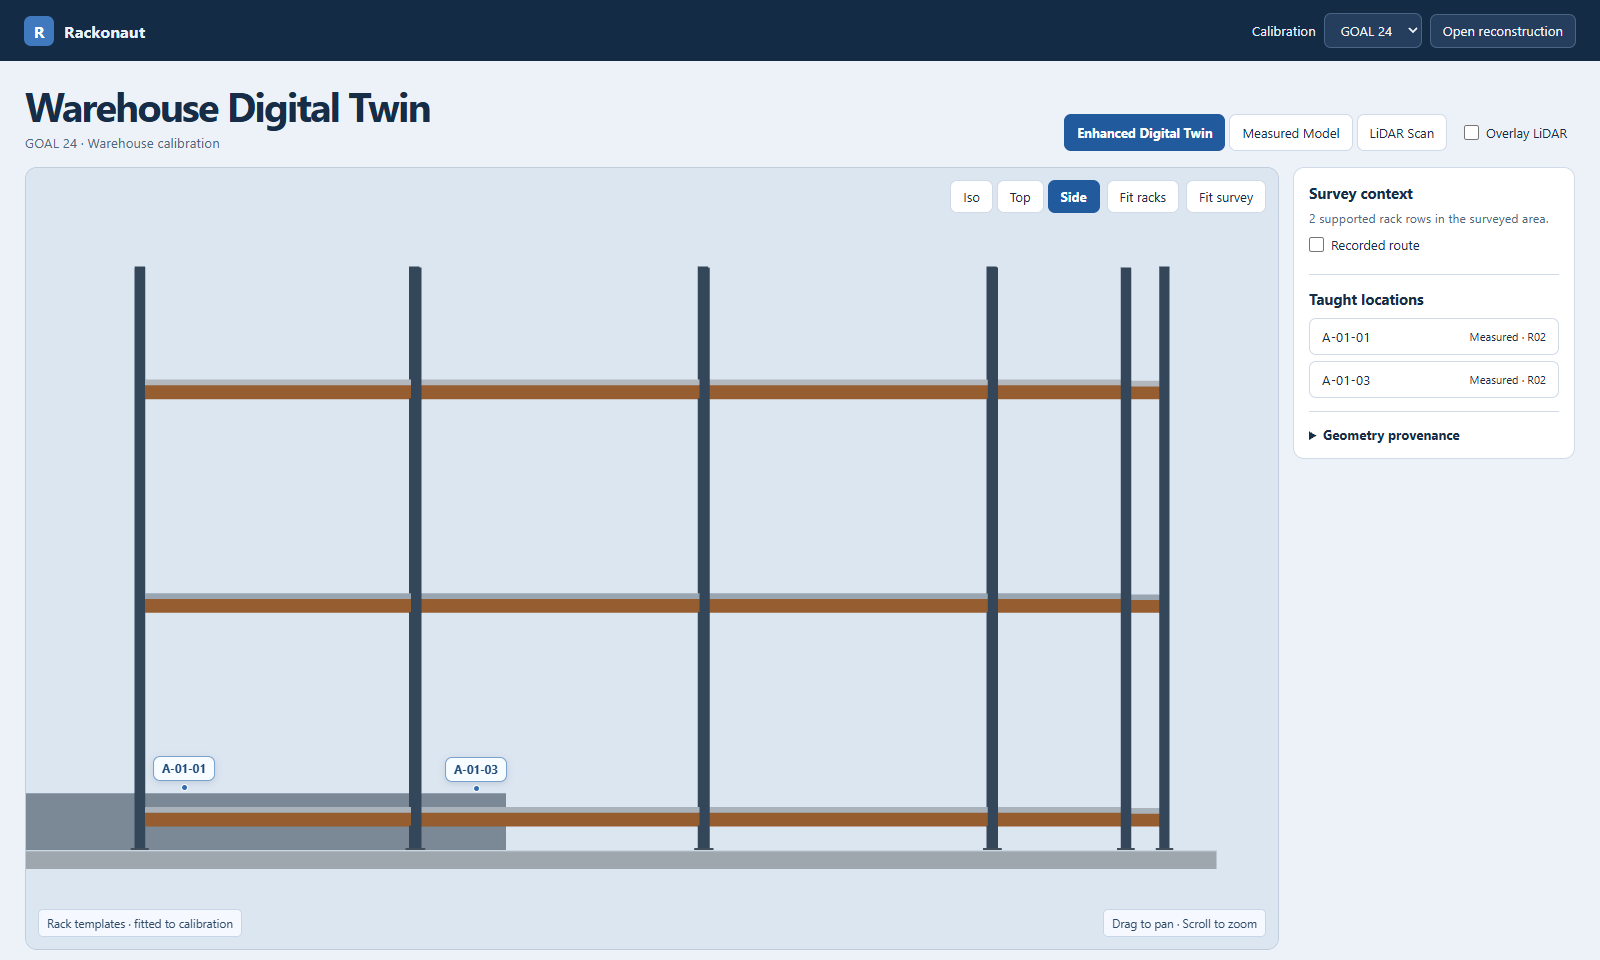 R
Rackonaut
Calibration
GOAL 24
Open reconstruction
Warehouse Digital Twin
GOAL 24 · Warehouse calibration
Enhanced Digital Twin
Measured Model
LiDAR Scan
Overlay LiDAR
Iso
Top
Side
Fit racks
Fit survey
A-01-01
A-01-03
Rack templates · fitted to calibration
Drag to pan · Scroll to zoom
Survey context
2 supported rack rows in the surveyed area.
Recorded route
Taught locations
A-01-01 Measured · R02
A-01-03 Measured · R02
Geometry provenance